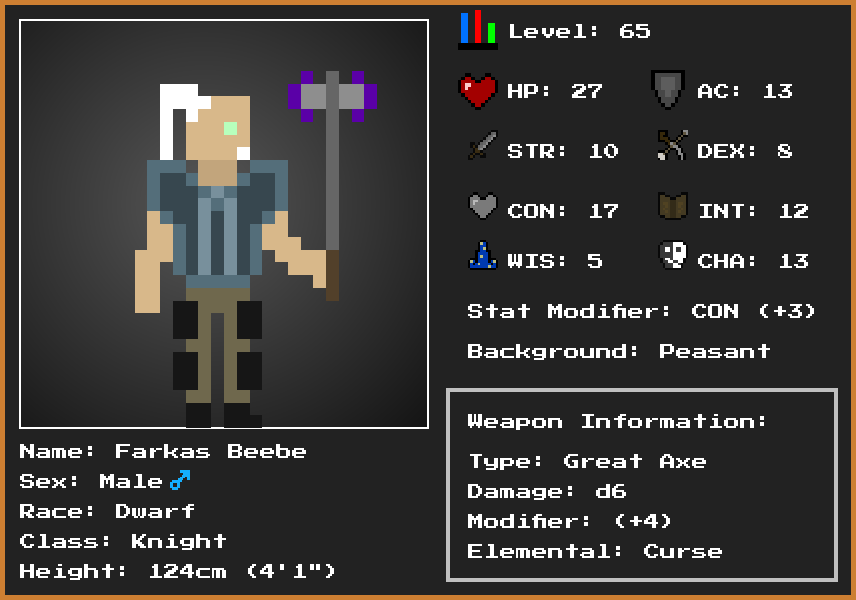 Level: 65
HP: 27
AC: 13
STR: 10
DEX: 8
CON: 17
INT: 12
WIS: 5
CHA: 13
Stat Modifier: CON (+3)
Background: Peasant
Weapon Information:
Type: Great Axe
Damage: d6
Modifier: (+4)
Elemental: Curse
Name: Farkas Beebe
Sex: Male ♂
Race: Dwarf
Class: Knight
Height: 124cm (4'1")